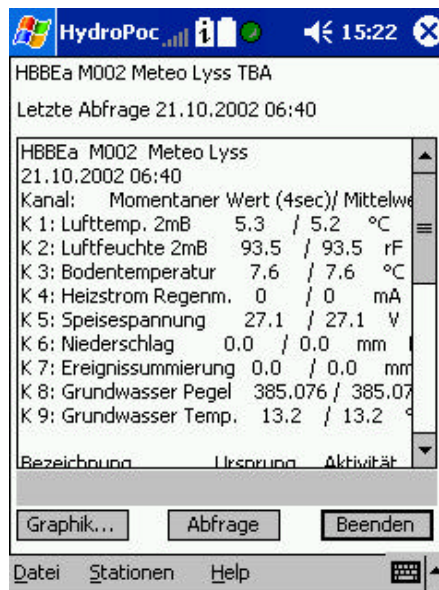 HydroPoc 15:22
HBBEa M002 Meteo Lyss TBA
Letzte Abfrage 21.10.2002 06:40
HBBEa M002 Meteo Lyss
21.10.2002 06:40
Kanal: Momentaner Wert (4sec)/ Mittelwe
K 1: Lufttemp. 2mB 5.3 / 5.2 °C
K 2: Luftfeuchte 2mB 93.5 / 93.5 rF
K 3: Bodentemperatur 7.6 / 7.6 °C
K 4: Heizstrom Regenm. 0 / 0 mA
K 5: Speisespannung 27.1 / 27.1 V
K 6: Niederschlag 0.0 / 0.0 mm
K 7: Ereignissummierung 0.0 / 0.0 mm
K 8: Grundwasser Pegel 385.076 / 385.07
K 9: Grundwasser Temp. 13.2 / 13.2 °
Bezeichnung Ursprung Aktivität
Graphik... Abfrage Beenden
Datei Stationen Help